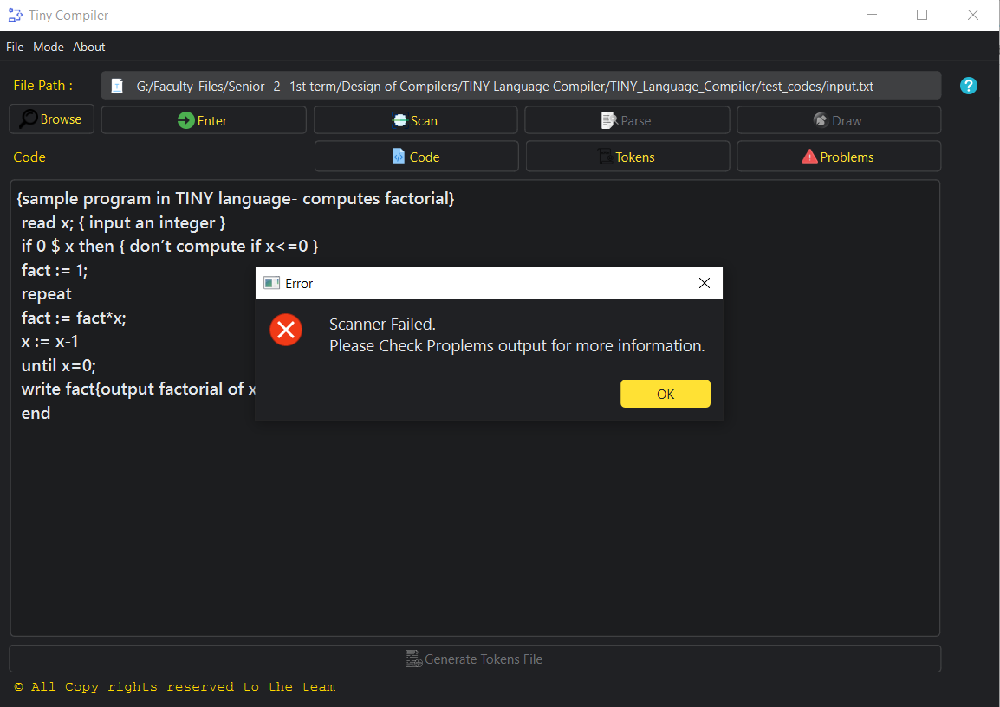 Tiny Compiler
File Mode About
File Path : G:/Faculty-Files/Senior -2- 1st term/Design of Compilers/TINY Language Compiler/TINY_Language_Compiler/test_codes/input.txt ?
Browse Enter Scan Parse Draw
Code Code Tokens Problems
{sample program in TINY language- computes factorial}
read x; { input an integer }
if 0 $ x then { don’t compute if x<=0 }
fact := 1;
repeat
fact := fact*x;
x := x-1
until x=0;
write fact{output factorial of x
end
Error
Scanner Failed.
Please Check Proplems output for more information.
OK
Generate Tokens File
© All Copy rights reserved to the team